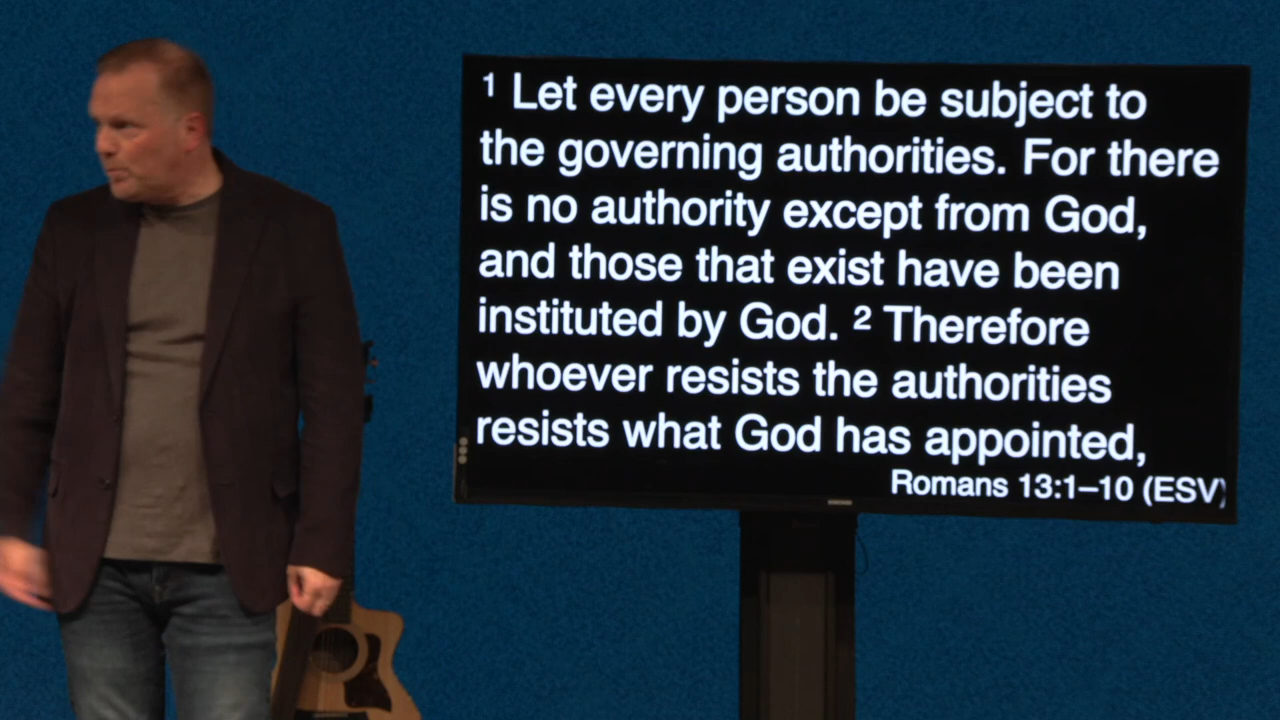 ¹ Let every person be subject to
the governing authorities. For there
is no authority except from God,
and those that exist have been
instituted by God. ² Therefore
whoever resists the authorities
resists what God has appointed,
Romans 13:1–10 (ESV)